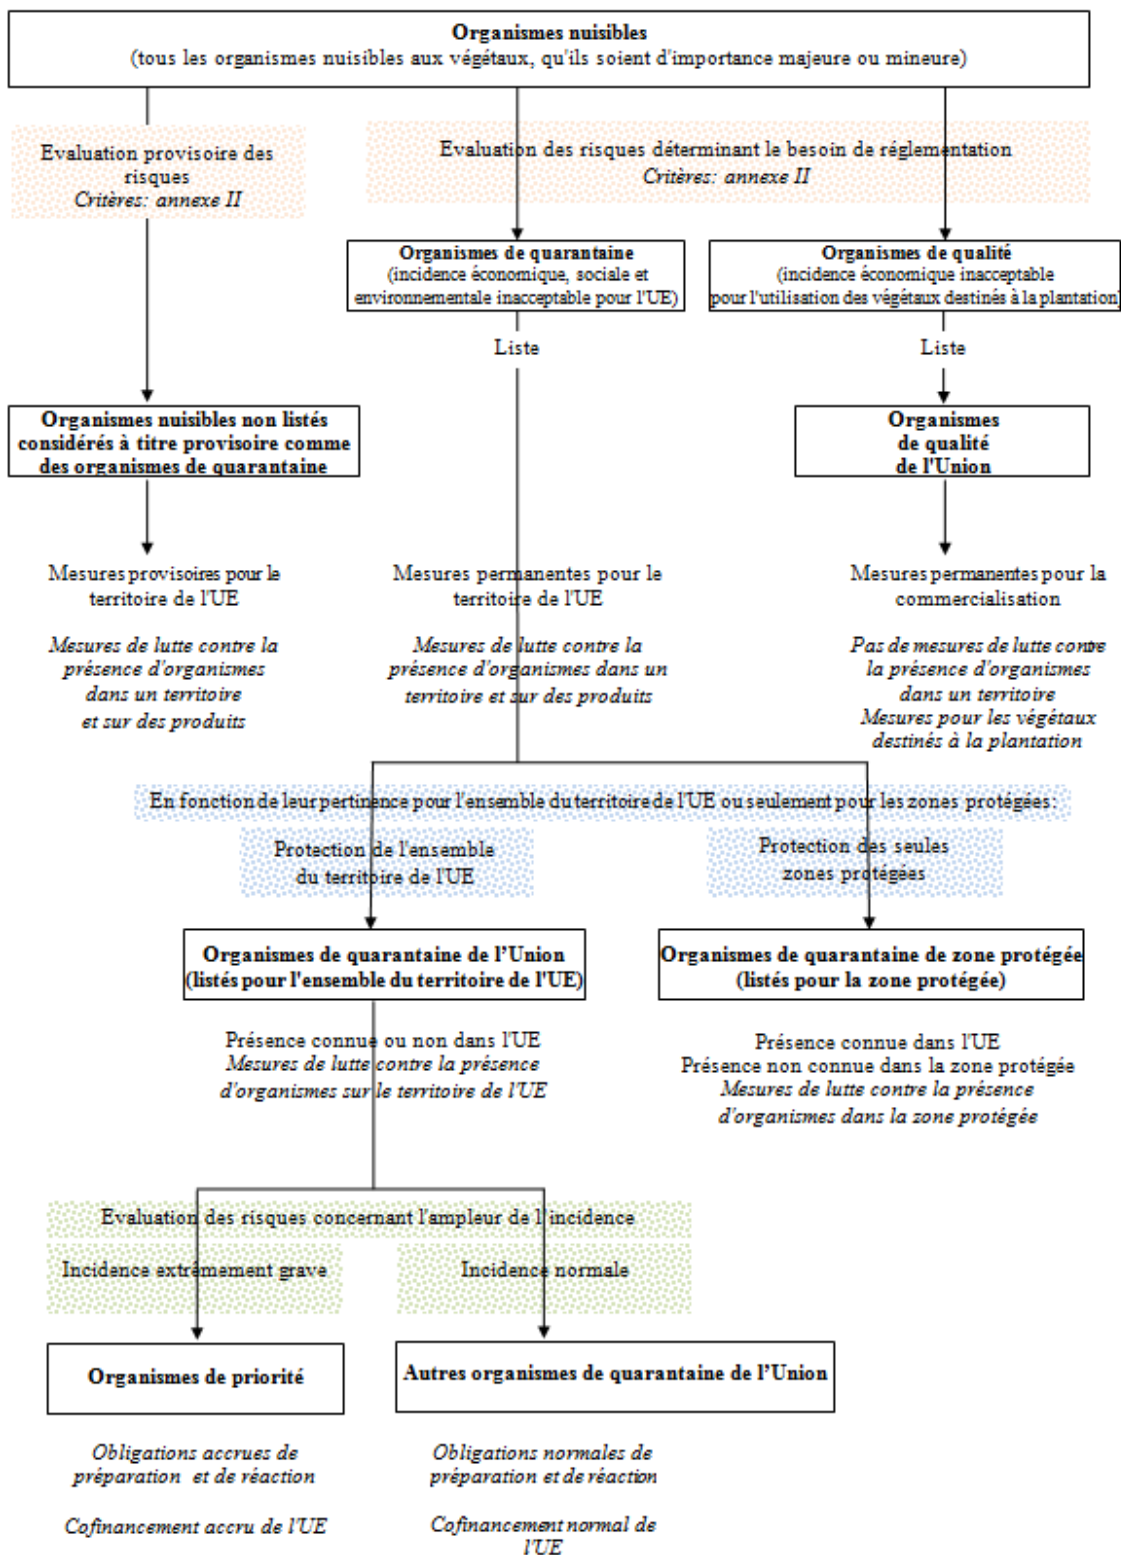 Organismes nuisibles
(tous les organismes nuisibles aux végétaux, qu'ils soient d'importance majeure ou mineure)
Evaluation provisoire des
risques
Critères: annexe II
Evaluation des risques déterminant le besoin de réglementation
Critères: annexe II
Organismes de quarantaine
(incidence économique, sociale et
environnementale inacceptable pour l'UE)
Organismes de qualité
(incidence économique inacceptable
pour l'utilisation des végétaux destinés à la plantation)
Liste
Liste
Organismes nuisibles non listés
considérés à titre provisoire comme
des organismes de quarantaine
Organismes
de qualité
de l'Union
Mesures provisoires pour le
territoire de l'UE
Mesures de lutte contre la
présence d'organismes
dans un territoire
et sur des produits
Mesures permanentes pour le
territoire de l'UE
Mesures de lutte contre la
présence d'organismes dans un
territoire et sur des produits
Mesures permanentes pour la
commercialisation
Pas de mesures de lutte contre
la présence d'organismes
dans un territoire
Mesures pour les végétaux
destinés à la plantation
En fonction de leur pertinence pour l'ensemble du territoire de l'UE ou seulement pour les zones protégées:
Protection de l'ensemble
du territoire de l'UE
Protection des seules
zones protégées
Organismes de quarantaine de l’Union
(listés pour l'ensemble du territoire de l'UE)
Organismes de quarantaine de zone protégée
(listés pour la zone protégée)
Présence connue ou non dans l'UE
Mesures de lutte contre la présence
d'organismes sur le territoire de l'UE
Présence connue dans l'UE
Présence non connue dans la zone protégée
Mesures de lutte contre la présence
d'organismes dans la zone protégée
Evaluation des risques concernant l'ampleur de l'incidence
Incidence extrêmement grave
Incidence normale
Organismes de priorité
Autres organismes de quarantaine de l’Union
Obligations accrues de
préparation et de réaction
Cofinancement accru de l'UE
Obligations normales de
préparation et de réaction
Cofinancement normal de
l'UE